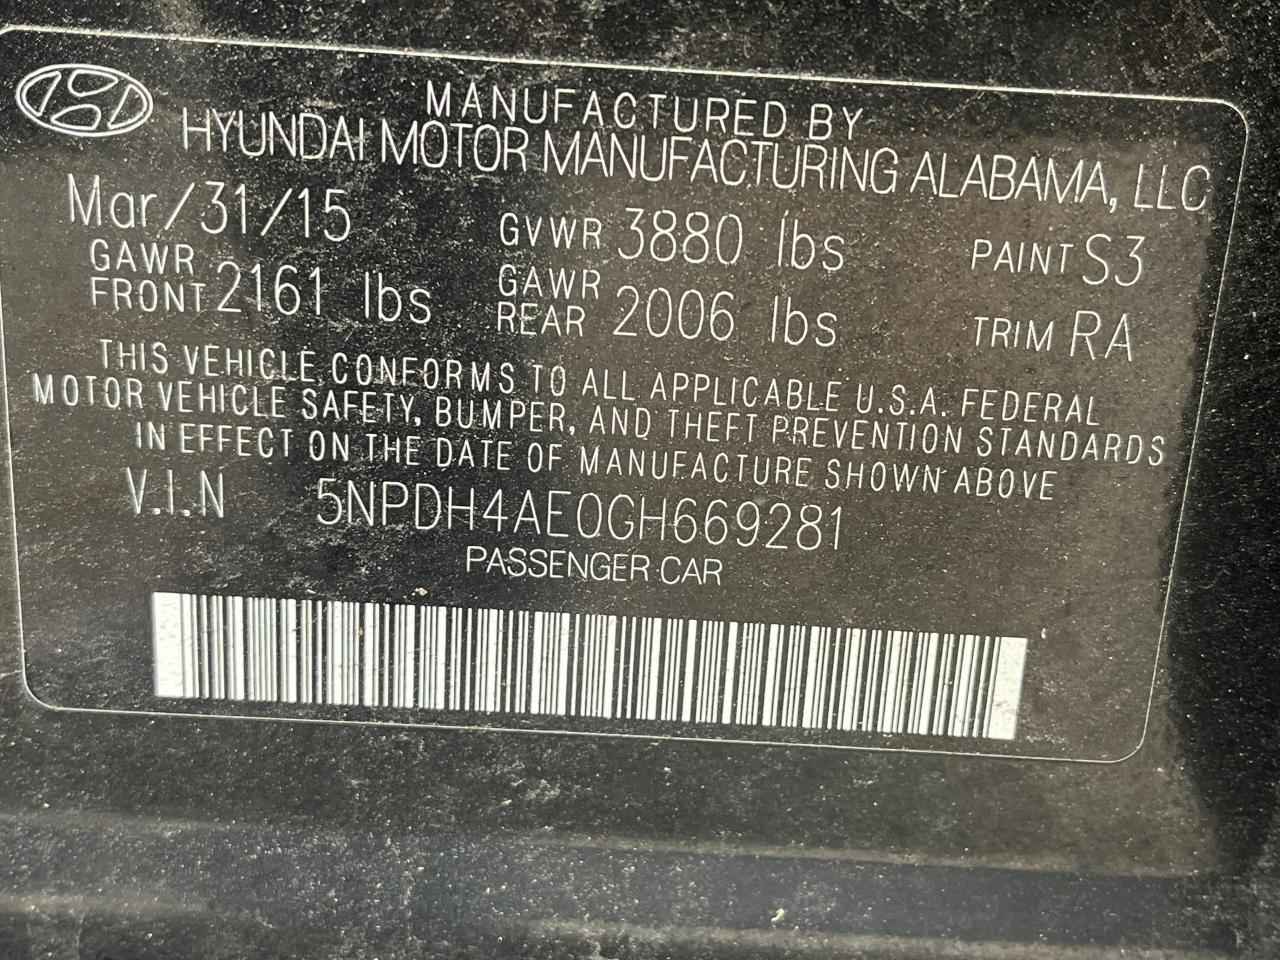 MANUFACTURED BY
HYUNDAI MOTOR MANUFACTURING ALABAMA, LLC
Mar/31/15 GVWR 3880 lbs PAINT S3
GAWR FRONT 2161 lbs GAWR REAR 2006 lbs TRIM RA
THIS VEHICLE CONFORMS TO ALL APPLICABLE U.S.A. FEDERAL
MOTOR VEHICLE SAFETY, BUMPER, AND THEFT PREVENTION STANDARDS
IN EFFECT ON THE DATE OF MANUFACTURE SHOWN ABOVE
V.I.N 5NPDH4AE0GH669281
PASSENGER CAR